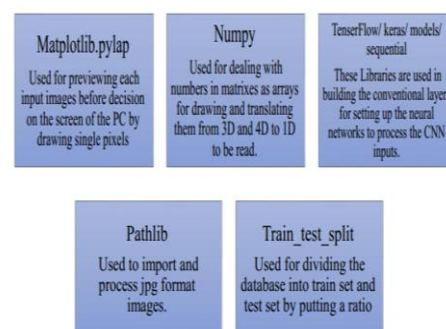 Matplotlib.pylap
Used for previewing each
input images before decision
on the screen of the PC by
drawing single pixels
Numpy
Used for dealing with
numbers in matrixes as arrays
for drawing and translating
them from 3D and 4D to 1D
to be read.
TenserFlow/ keras/ models/
sequential
These Libraries are used in
building the conventional layer
for setting up the neural
networks to process the CNN
inputs.
Pathlib
Used to import and
process jpg format
images.
Train_test_split
Used for dividing the
database into train set and
test set by putting a ratio